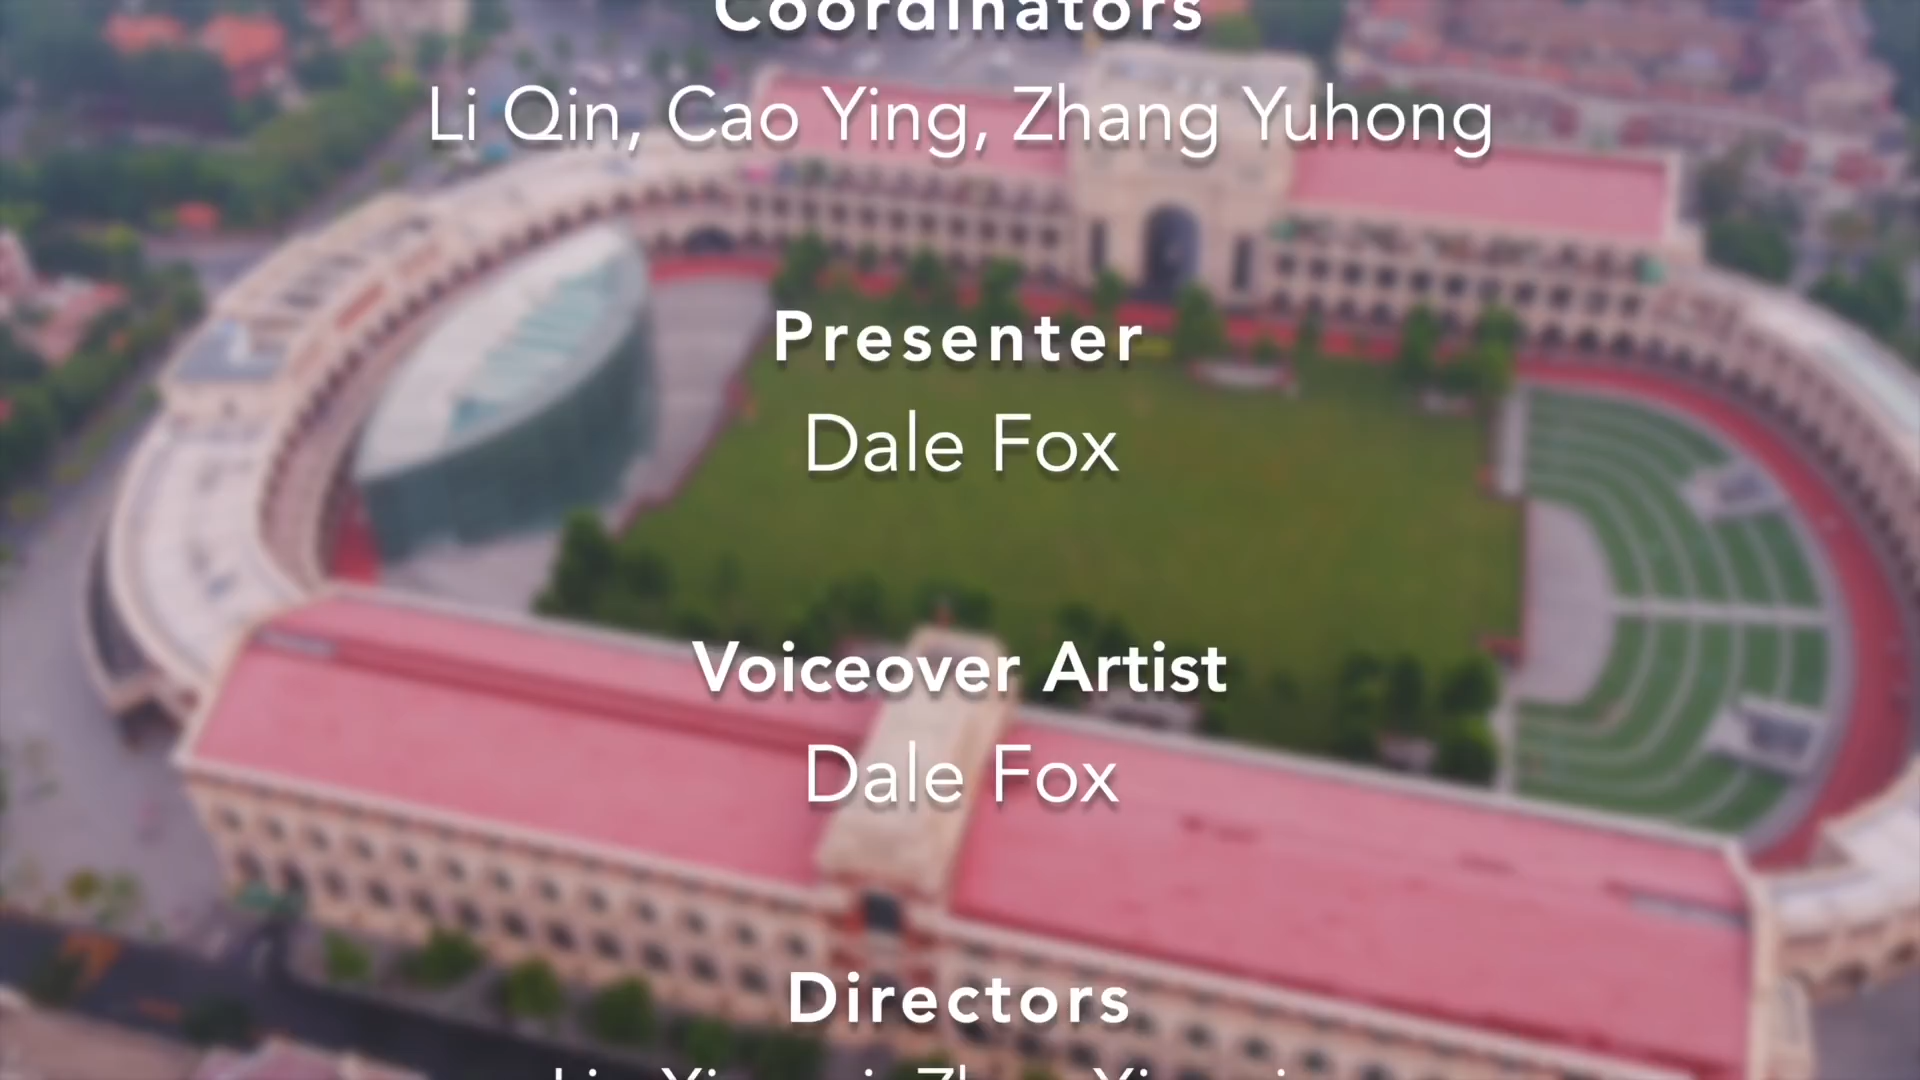 Coordinators
Li Qin, Cao Ying, Zhang Yuhong
Presenter
Dale Fox
Voiceover Artist
Dale Fox
Directors